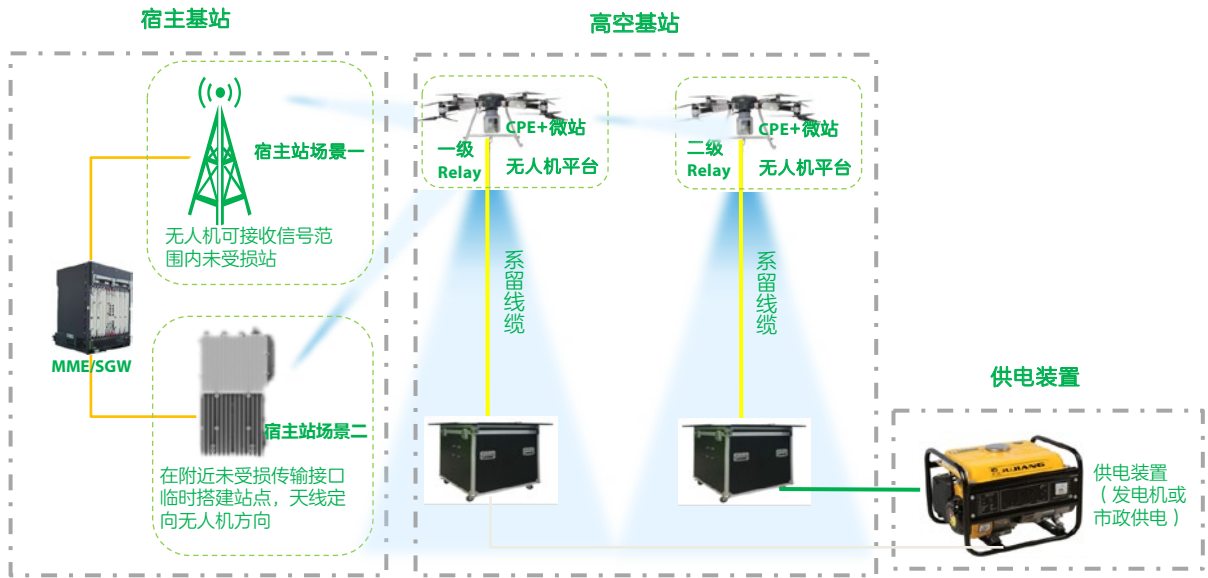 宿主基站
高空基站
宿主站场景一
无人机可接收信号范
围内未受损站
MME/SGW
宿主站场景二
在附近未受损传输接口
临时搭建站点，天线定
向无人机方向
CPE+微站
一级
Relay
无人机平台
系留线缆
CPE+微站
二级
Relay
无人机平台
系留线缆
供电装置
供电装置
（发电机或
市政供电）